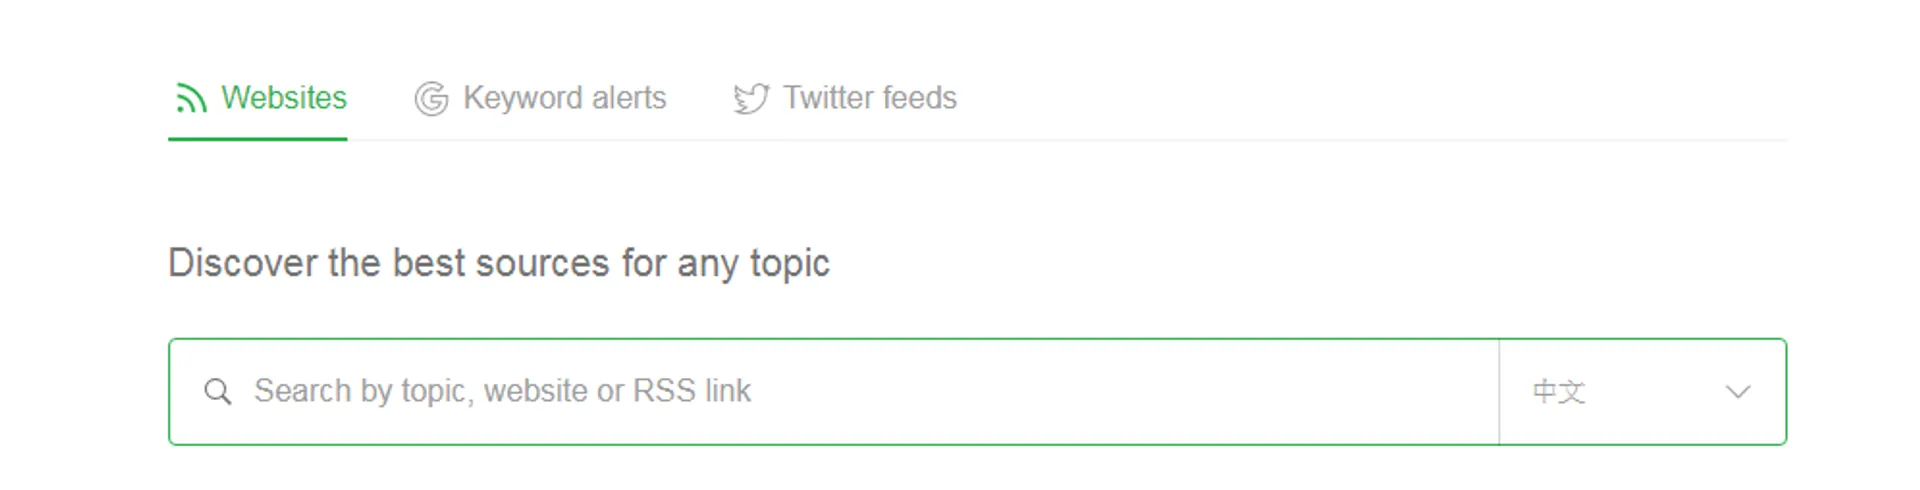 Websites Keyword alerts Twitter feeds
Discover the best sources for any topic
Search by topic, website or RSS link 中文